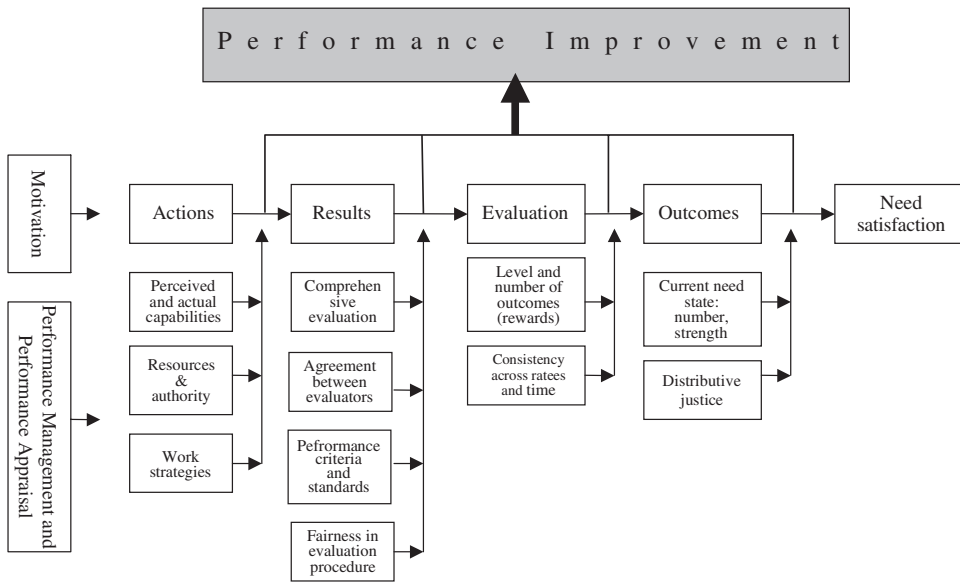 Performance Improvement
Motivation
Actions
Results
Evaluation
Outcomes
Need
satisfaction
Performance Management and
Performance Appraisal
Perceived
and actual
capabilities
Resources
&
authority
Work
strategies
Comprehen
sive evaluation
Agreement
between
evaluators
Pefrormance
criteria and
standards
Fairness in
evaluation
procedure
Level and
number of
outcomes
(rewards)
Consistency
across ratees
and time
Current need
state:
number,
strength
Distributive
justice